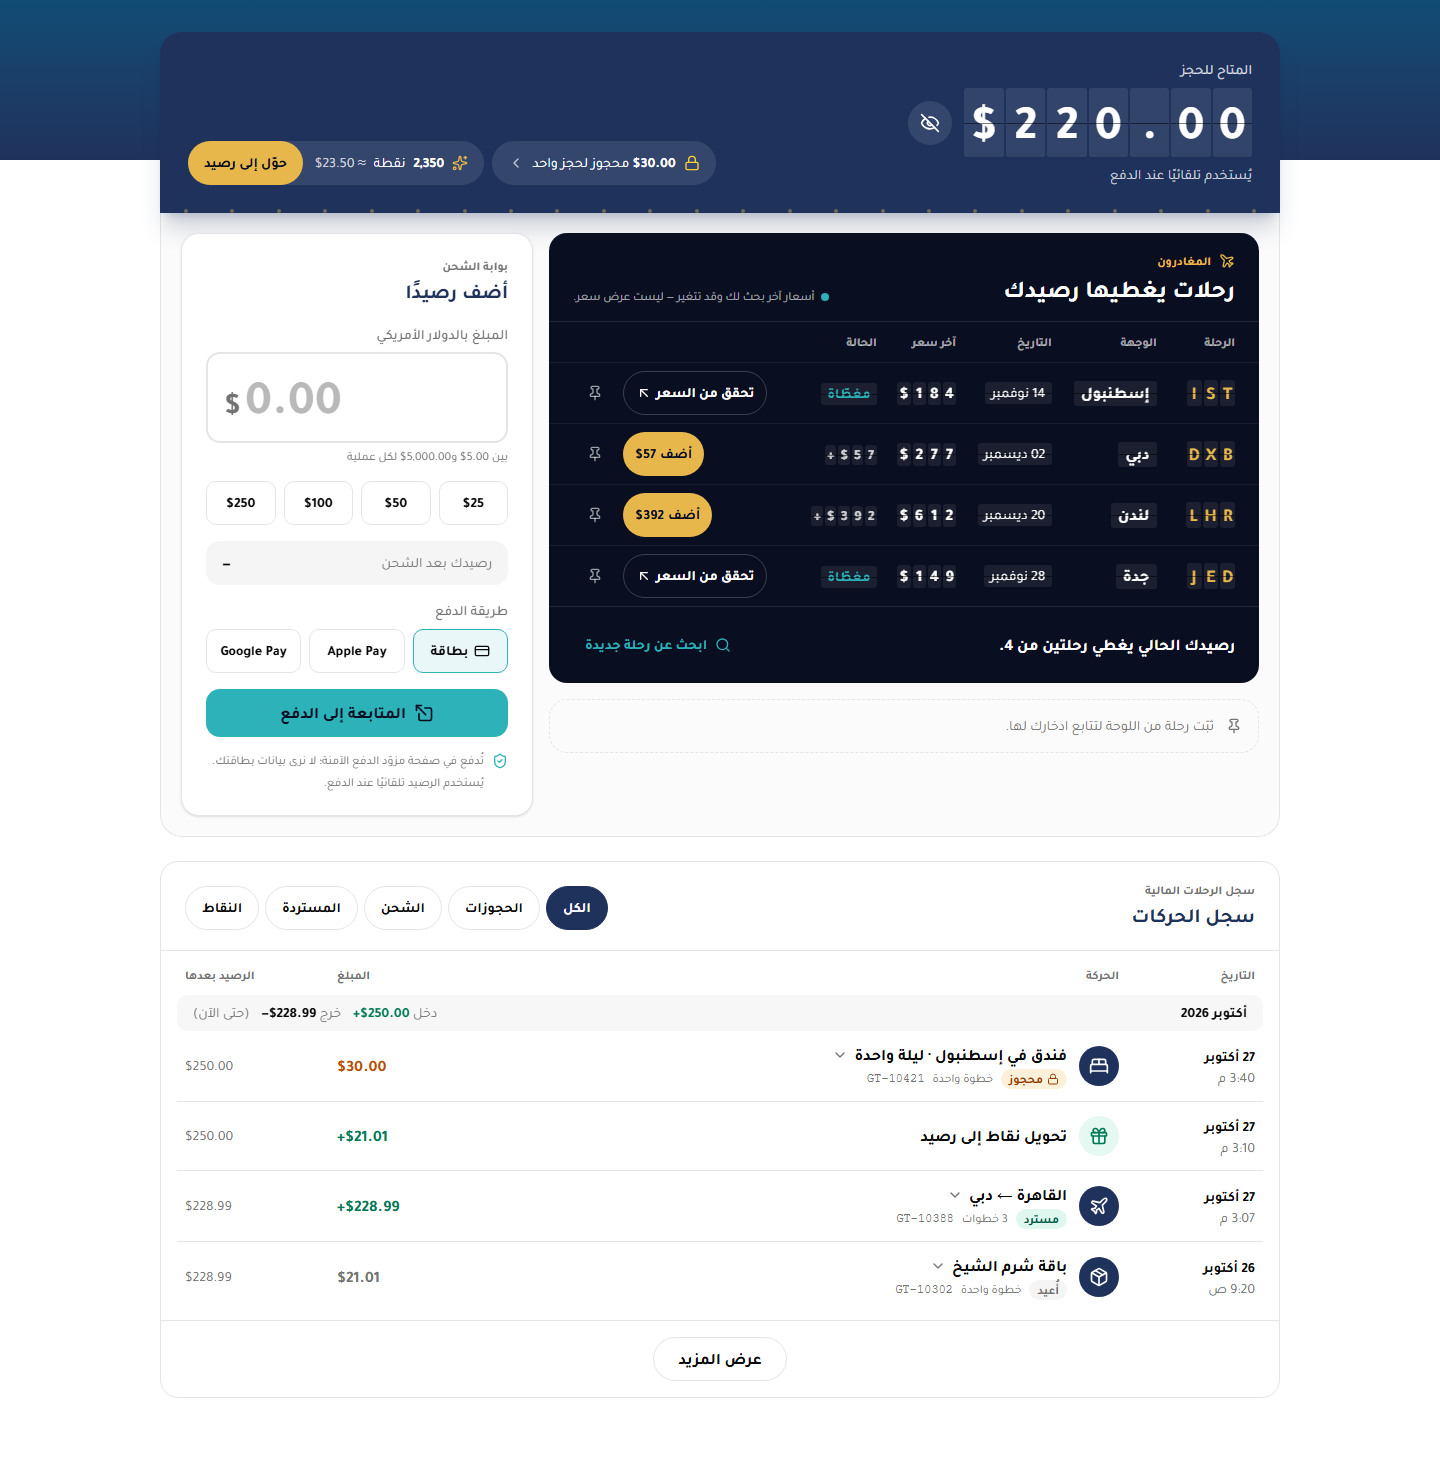 المتاح للحجز
$220.00
يُستخدم تلقائيًا عند الدفع
$30.00 محجوز لحجز واحد
2,350 نقطة ≈ $23.50
حوّل إلى رصيد
المغادرون
رحلات يغطيها رصيدك
أسعار آخر بحث لك وقد تتغير — ليست عرض سعر.
الرحلة الوجهة التاريخ آخر سعر الحالة
IST إسطنبول 14 نوفمبر $184 مغطّاة تحقق من السعر
DXB دبي 02 ديسمبر $277 +$57 أضف $57
LHR لندن 20 ديسمبر $612 +$392 أضف $392
JED جدة 28 نوفمبر $149 مغطّاة تحقق من السعر
رصيدك الحالي يغطي رحلتين من 4.
ابحث عن رحلة جديدة
ثبّت رحلة من اللوحة لتتابع ادخارك لها.
بوابة الشحن
أضف رصيدًا
المبلغ بالدولار الأمريكي
$ 0.00
بين $5.00 و$5,000.00 لكل عملية
$25 $50 $100 $250
رصيدك بعد الشحن –
طريقة الدفع
بطاقة Apple Pay Google Pay
المتابعة إلى الدفع
تُدفع في صفحة مزوّد الدفع الآمنة؛ لا نرى بيانات بطاقتك.
يُستخدم الرصيد تلقائيًا عند الدفع.
سجل الرحلات المالية
سجل الحركات
الكل الحجوزات الشحن المستردة النقاط
التاريخ الحركة المبلغ الرصيد بعدها
أكتوبر 2026 دخل +$250.00 خرج −$228.99 (حتى الآن)
27 أكتوبر فندق في إسطنبول · ليلة واحدة $30.00 $250.00
3:40 م محجوز خطوة واحدة GT-10421
27 أكتوبر تحويل نقاط إلى رصيد +$21.01 $250.00
3:10 م
27 أكتوبر القاهرة ← دبي +$228.99 $228.99
3:07 م مسترد 3 خطوات GT-10388
26 أكتوبر باقة شرم الشيخ $21.01 $228.99
9:20 ص أُعيد خطوة واحدة GT-10302
عرض المزيد